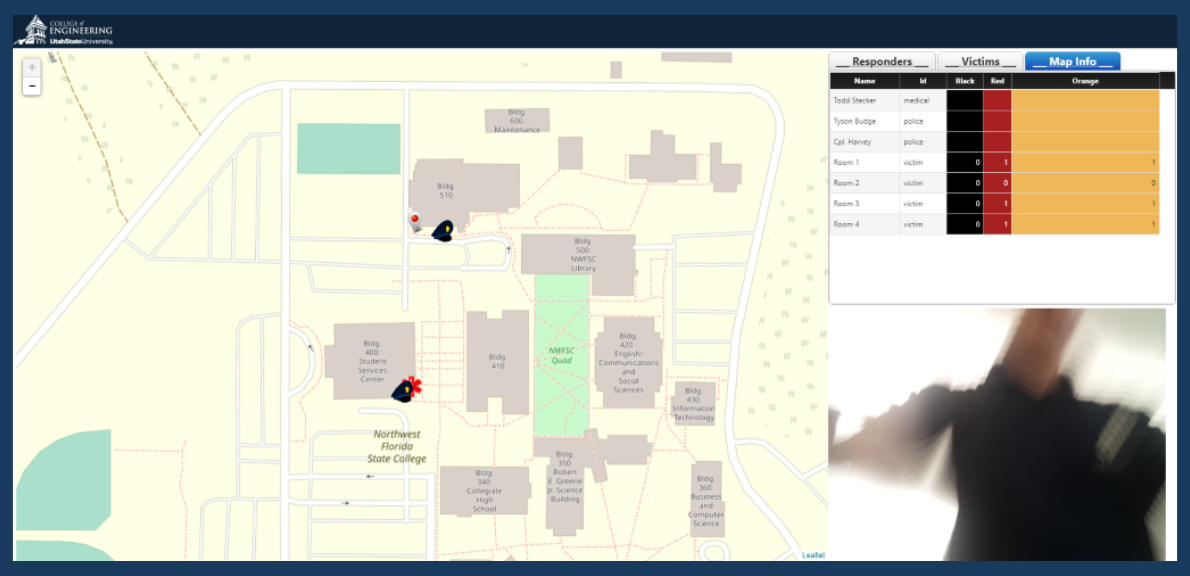 COLLEGE of
ENGINEERING
UtahStateUniversity
+
−
Bldg.
600:
Maintenance
Bldg.
510
Bldg.
500:
NWFSC
Library
Bldg.
400:
Student
Services
Center
Bldg
410
NWFSC
Quad
Bldg.
420 -
English/
Communications
and
Social
Sciences
Bldg.
430:
Information
Technology
Northwest
Florida
State College
Bldg.
340:
Collegiate
High
School
Bldg.
350:
Robert
E. Greene
Jr. Science
Building
Bldg.
360:
Business
and
Computer
Science
Leaflet
__ Responders __ __ Victims __ __ Map Info __
Name Id Black Red Orange
Todd Stecker medical
Tyson Budge police
Cpl. Harvey police
Room 1 victim 0 1 1
Room 2 victim 0 0 0
Room 3 victim 0 1 1
Room 4 victim 0 1 1